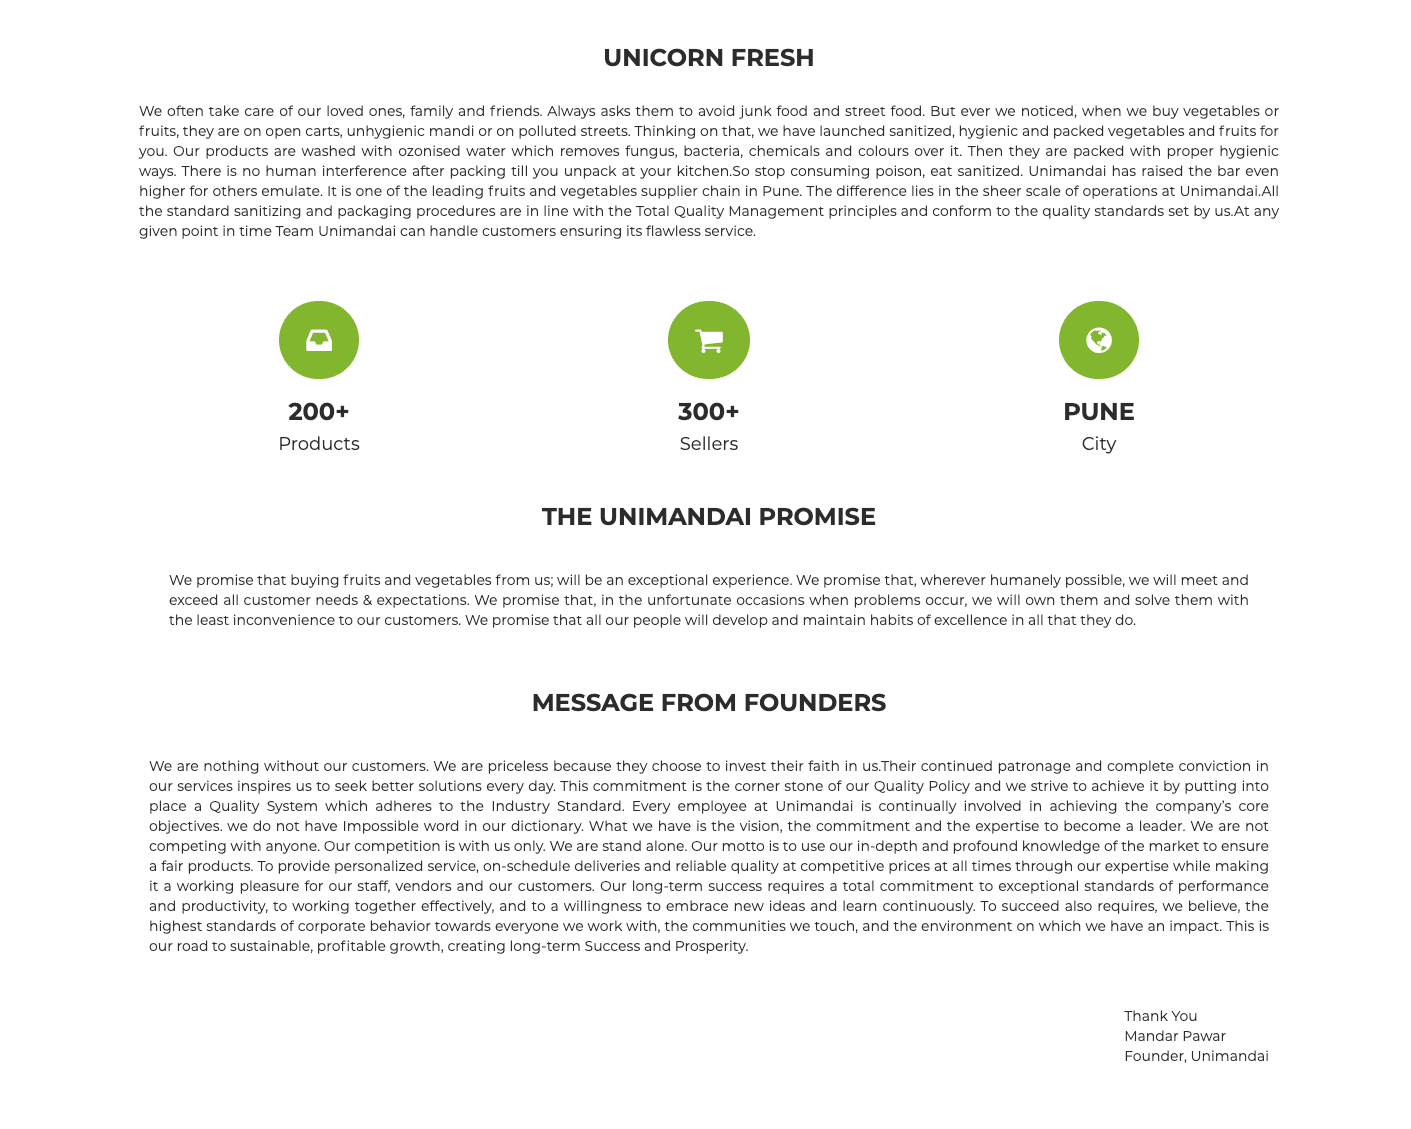 UNICORN FRESH
We often take care of our loved ones, family and friends. Always asks them to avoid junk food and street food. But ever we noticed, when we buy vegetables or
fruits, they are on open carts, unhygienic mandi or on polluted streets. Thinking on that, we have launched sanitized, hygienic and packed vegetables and fruits for
you. Our products are washed with ozonised water which removes fungus, bacteria, chemicals and colours over it. Then they are packed with proper hygienic
ways. There is no human interference after packing till you unpack at your kitchen.So stop consuming poison, eat sanitized. Unimandai has raised the bar even
higher for others emulate. It is one of the leading fruits and vegetables supplier chain in Pune. The difference lies in the sheer scale of operations at Unimandai.All
the standard sanitizing and packaging procedures are in line with the Total Quality Management principles and conform to the quality standards set by us.At any
given point in time Team Unimandai can handle customers ensuring its flawless service.
200+
Products
300+
Sellers
PUNE
City
THE UNIMANDAI PROMISE
We promise that buying fruits and vegetables from us; will be an exceptional experience. We promise that, wherever humanely possible, we will meet and
exceed all customer needs & expectations. We promise that, in the unfortunate occasions when problems occur, we will own them and solve them with
the least inconvenience to our customers. We promise that all our people will develop and maintain habits of excellence in all that they do.
MESSAGE FROM FOUNDERS
We are nothing without our customers. We are priceless because they choose to invest their faith in us.Their continued patronage and complete conviction in
our services inspires us to seek better solutions every day. This commitment is the corner stone of our Quality Policy and we strive to achieve it by putting into
place a Quality System which adheres to the Industry Standard. Every employee at Unimandai is continually involved in achieving the company’s core
objectives. we do not have Impossible word in our dictionary. What we have is the vision, the commitment and the expertise to become a leader. We are not
competing with anyone. Our competition is with us only. We are stand alone. Our motto is to use our in-depth and profound knowledge of the market to ensure
a fair products. To provide personalized service, on-schedule deliveries and reliable quality at competitive prices at all times through our expertise while making
it a working pleasure for our staff, vendors and our customers. Our long-term success requires a total commitment to exceptional standards of performance
and productivity, to working together effectively, and to a willingness to embrace new ideas and learn continuously. To succeed also requires, we believe, the
highest standards of corporate behavior towards everyone we work with, the communities we touch, and the environment on which we have an impact. This is
our road to sustainable, profitable growth, creating long-term Success and Prosperity.
Thank You
Mandar Pawar
Founder, Unimandai